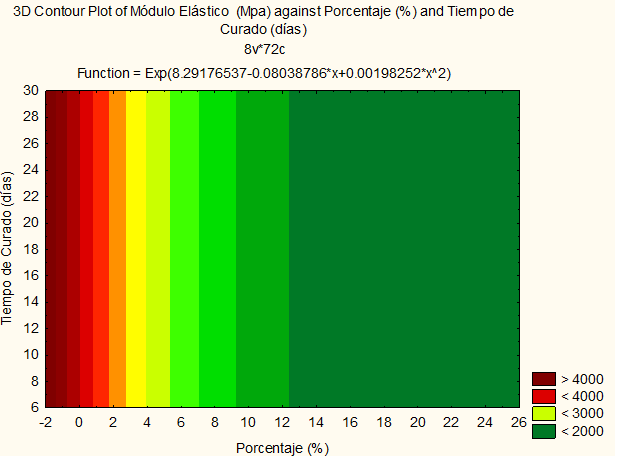 3D Contour Plot of Módulo Elástico  (Mpa) against Porcentaje (%) and Tiempo de
Curado (días)
8v*72c
Function = Exp(8.29176537-0.08038786*x+0.00198252*x^2)
30
28
26
24
22
20
18
16
14
12
10
8
6
Tiempo de Curado (días)
-2 0 2 4 6 8 10 12 14 16 18 20 22 24 26
Porcentaje (%)
> 4000
< 4000
< 3000
< 2000